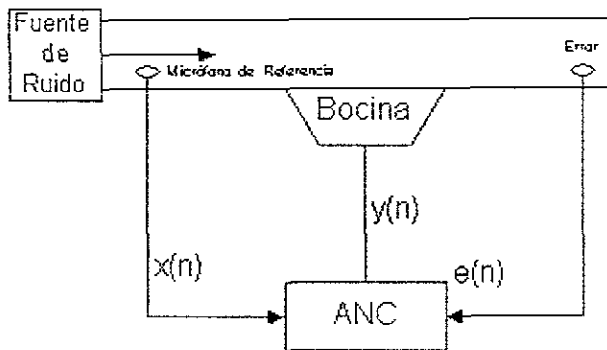 Fuente
de
Ruido
Micrófono de Referencia
Error
Bocina
y(n)
x(n)
e(n)
ANC